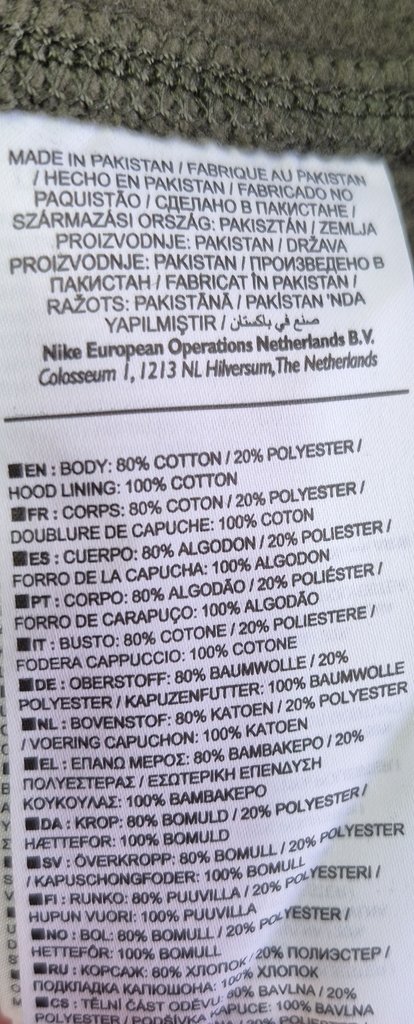 MADE IN PAKISTAN / FABRIQUE AU PAKISTAN
/ HECHO EN PAKISTAN / FABRICADO NO
PAQUISTÃO / СДЕЛАНО В ПАКИСТАНЕ /
SZÁRMAZÁSI ORSZÁG: PAKISZTÁN / ZEMLJA
PROIZVODNJE: PAKISTAN / DRŽAVA
PROIZVODNJE: PAKISTAN / ПРОИЗВЕДЕНО В
ПАКИСТАН / FABRICAT ÎN PAKISTAN /
RAŽOTS: PAKISTĀNĀ / PAKİSTAN 'NDA
YAPILMIŞTIR / صنع في باكستان
Nike European Operations Netherlands B.V.
Colosseum 1, 1213 NL Hilversum,The Netherlands
EN : BODY: 80% COTTON / 20% POLYESTER /
HOOD LINING: 100% COTTON
FR : CORPS: 80% COTON / 20% POLYESTER /
DOUBLURE DE CAPUCHE: 100% COTON
ES : CUERPO: 80% ALGODON / 20% POLIESTER /
FORRO DE LA CAPUCHA: 100% ALGODON
PT : CORPO: 80% ALGODÃO / 20% POLIÉSTER /
FORRO DE CARAPUÇO: 100% ALGODÃO
IT : BUSTO: 80% COTONE / 20% POLIESTERE /
FODERA CAPPUCCIO: 100% COTONE
DE : OBERSTOFF: 80% BAUMWOLLE / 20%
POLYESTER / KAPUZENFUTTER: 100% BAUMWOLLE
NL : BOVENSTOF: 80% KATOEN / 20% POLYESTER
/ VOERING CAPUCHON: 100% KATOEN
EL : ΕΠΑΝΩ ΜΕΡΟΣ: 80% ΒΑΜΒΑΚΕΡΟ / 20%
ΠΟΛΥΕΣΤΕΡΑΣ / ΕΣΩΤΕΡΙΚΗ ΕΠΕΝΔΥΣΗ
ΚΟΥΚΟΥΛΑΣ: 100% ΒΑΜΒΑΚΕΡΟ
DA : KROP: 80% BOMULD / 20% POLYESTER /
HÆTTEFOR: 100% BOMULD
SV : ÖVERKROPP: 80% BOMULL / 20% POLYESTER
/ KAPUSCHONGFODER: 100% BOMULL
FI : RUNKO: 80% PUUVILLA / 20% POLYESTERI /
HUPUN VUORI: 100% PUUVILLA
NO : BOL: 80% BOMULL / 20% POLYESTER /
HETTEFÔR: 100% BOMULL
RU : КОРСАЖ: 80% ХЛОПОК / 20% ПОЛИЭСТЕР /
ПОДКЛАДКА КАПЮШОНА: 100% ХЛОПОК
CS : TĚLNÍ ČÁST ODĚVU: 80% BAVLNA / 20%
POLYESTER / PODŠÍVKA KAPUCE: 100% BAVLNA